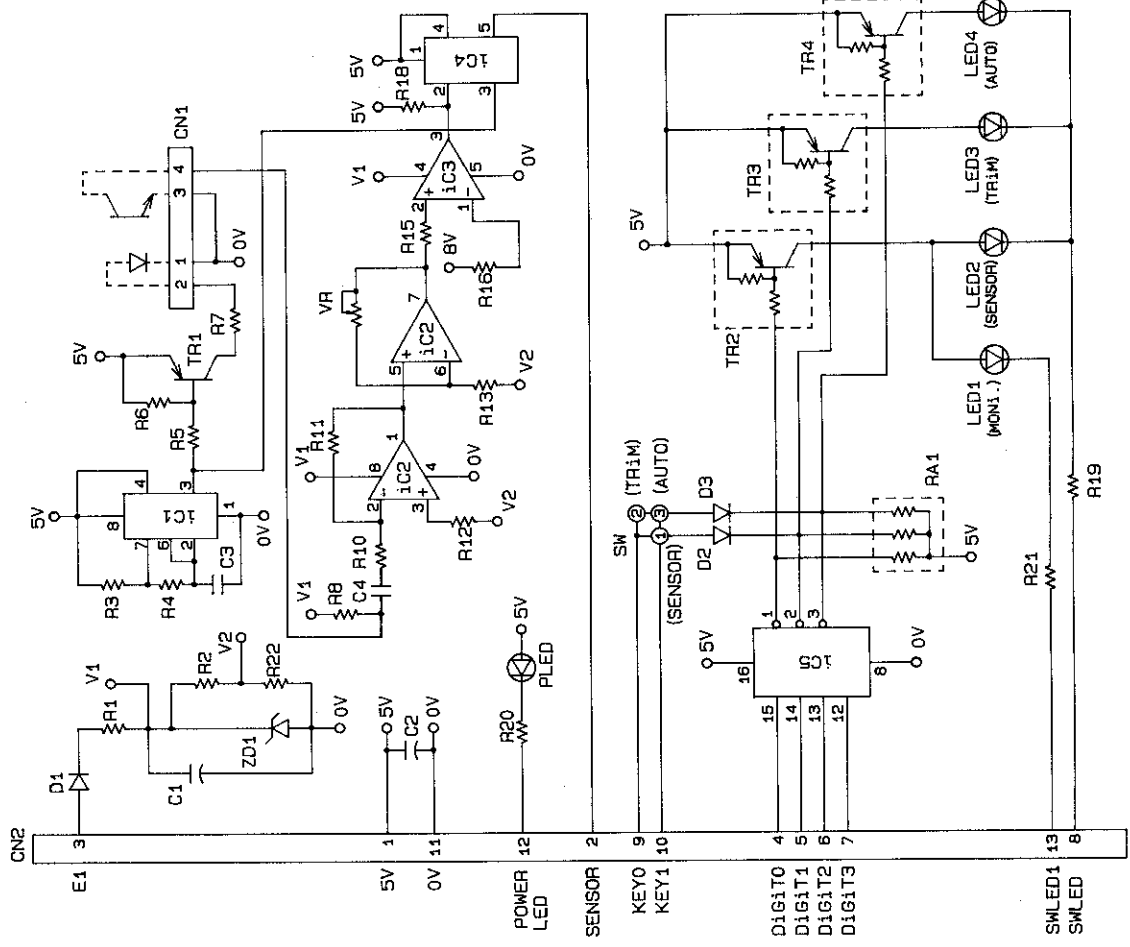 CN2
E1 3
D1
R1
V1
C1
ZD1
R2
V2
R22
0V
5V 1 5V
C2
0V 11 0V
POWER LED 12
R20
PLED
5V
SENSOR 2
KEY0 9
KEY1 10
DiGiT0 4
DiGiT1 5
DiGiT2 6
DiGiT3 7
SWLED1 13
SWLED 8
5V
R3
R4
C3
iC1
8
4
7
2
3
1
0V
R5
R6
5V
TR1
R7
CN1
2 1 3 4
0V
V1
R8
C4
R10
R11
V1
2
8
iC2
1
3
4
0V
R12
V2
5
6
iC2
7
VR
R13
V2
R15
8V
R16
V1
2
4
iC3
3
1
5
0V
5V
R18
5V
2
1
4
iC4
3
5
SW
2 (TRiM)
3 (AUTO)
1
(SENSOR)
D2
D3
5V
16
15
14
13
12
iC5
1
2
3
8
0V
RA1
5V
5V
TR2
TR3
TR4
LED1
(MONi.)
LED2
(SENSOR)
LED3
(TRiM)
LED4
(AUTO)
R21
R19